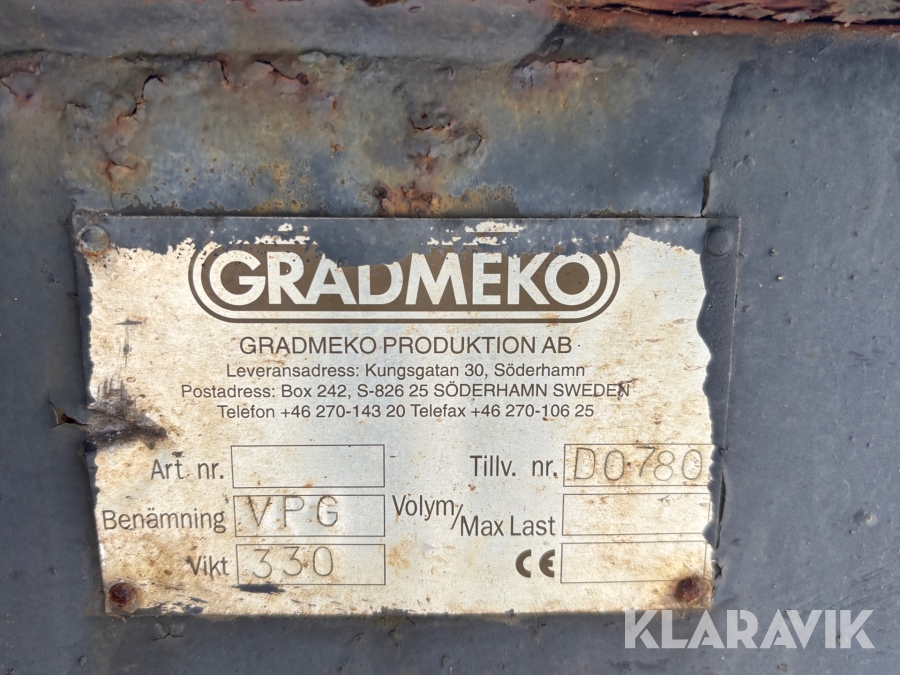 GRADMEKO
GRADMEKO PRODUKTION AB
Leveransadress: Kungsgatan 30, Söderhamn
Postadress: Box 242, S-826 25 SÖDERHAMN SWEDEN
Telefon +46 270-143 20 Telefax +46 270-106 25
Art nr. Tillv. nr. D0780
Benämning V.P.G Volym/Max Last
Vikt 330 CE
KLARAVIK